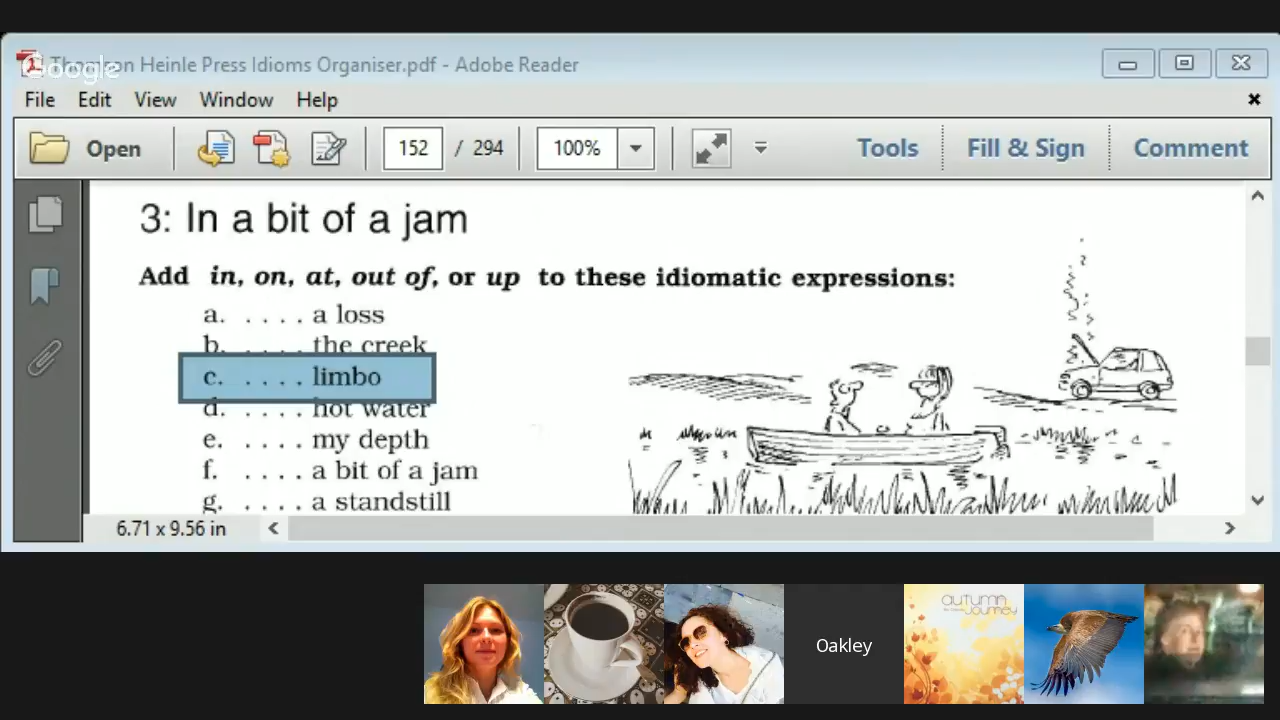 Google
Thomson Heinle Press Idioms Organiser.pdf - Adobe Reader
File Edit View Window Help
Open 152 / 294 100% Tools Fill & Sign Comment
3: In a bit of a jam
Add in, on, at, out of, or up to these idiomatic expressions:
a. . . . . a loss
b. . . . . the creek
c. . . . . limbo
d. . . . . hot water
e. . . . . my depth
f. . . . . a bit of a jam
g. . . . . a standstill
6.71 x 9.56 in
Oakley
autumn
Journey